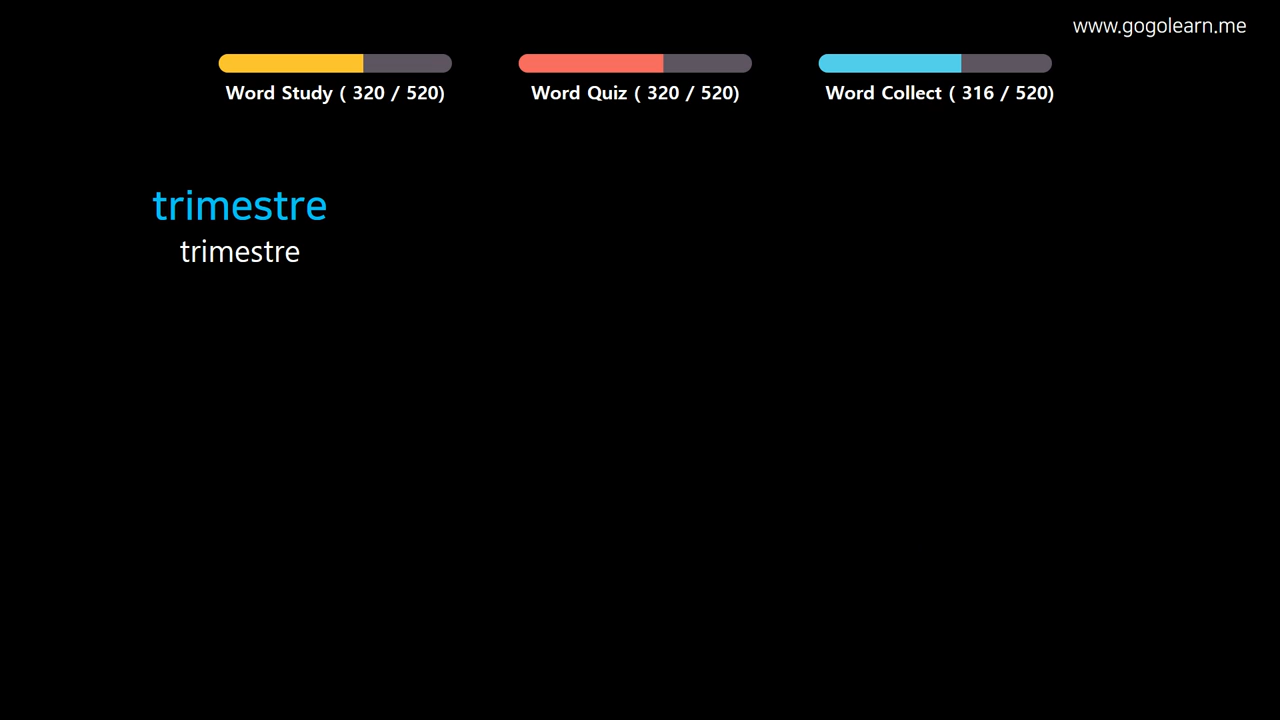 www.gogolearn.me
Word Study ( 320 / 520)
Word Quiz ( 320 / 520)
Word Collect ( 316 / 520)
trimestre
trimestre